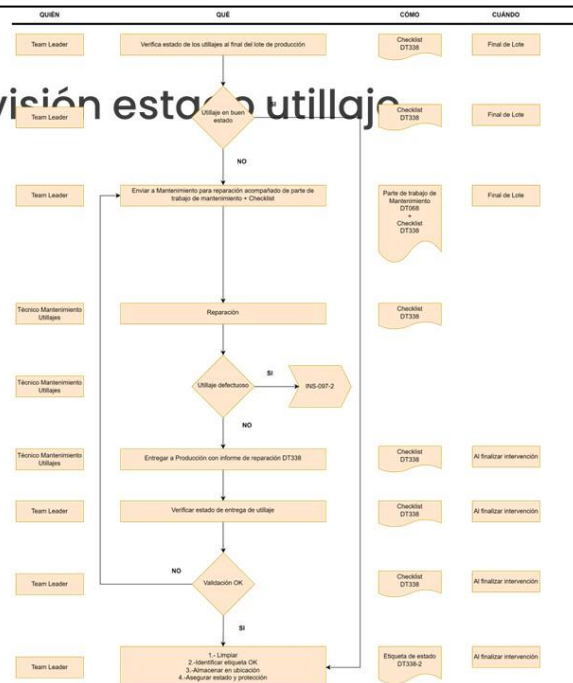 QUIÉN QUÉ CÓMO CUÁNDO
Team Leader
Verifica estado de los utillajes al final del lote de producción
Checklist
DT338
Final de Lote
visión estado utillaje
Team Leader
Utillaje en buen
estado
SI
Checklist
DT338
Final de Lote
NO
Team Leader
Enviar a Mantenimiento para reparación acompañado de parte de
trabajo de mantenimiento + Checklist
Parte de trabajo de
Mantenimiento
DT068
+
Checklist
DT338
Final de Lote
Técnico Mantenimiento
Utillajes
Reparación
Checklist
DT338
Técnico Mantenimiento
Utillajes
Utillaje defectuoso
SI
INS-097-2
NO
Técnico Mantenimiento
Utillajes
Entregar a Producción con informe de reparación DT338
Checklist
DT338
Al finalizar intervención
Team Leader
Verificar estado de entrega de utillaje
Checklist
DT338
Al finalizar intervención
NO
Team Leader
Validación OK
Checklist
DT338
Al finalizar intervención
SI
Team Leader
1.- Limpiar
2.-Identificar etiqueta OK
3.-Almacenar en ubicación
4.-Asegurar estado y protección
Etiqueta de estado
DT338-2
Al finalizar intervención